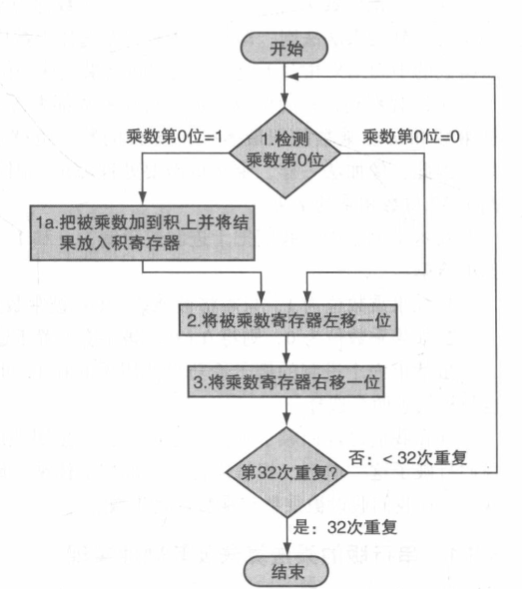 开始
乘数第0位=1
1.检测
乘数第0位
乘数第0位=0
1a.把被乘数加到积上并将结
果放入积寄存器
2.将被乘数寄存器左移一位
3.将乘数寄存器右移一位
第32次重复?
否：< 32次重复
是：32次重复
结束